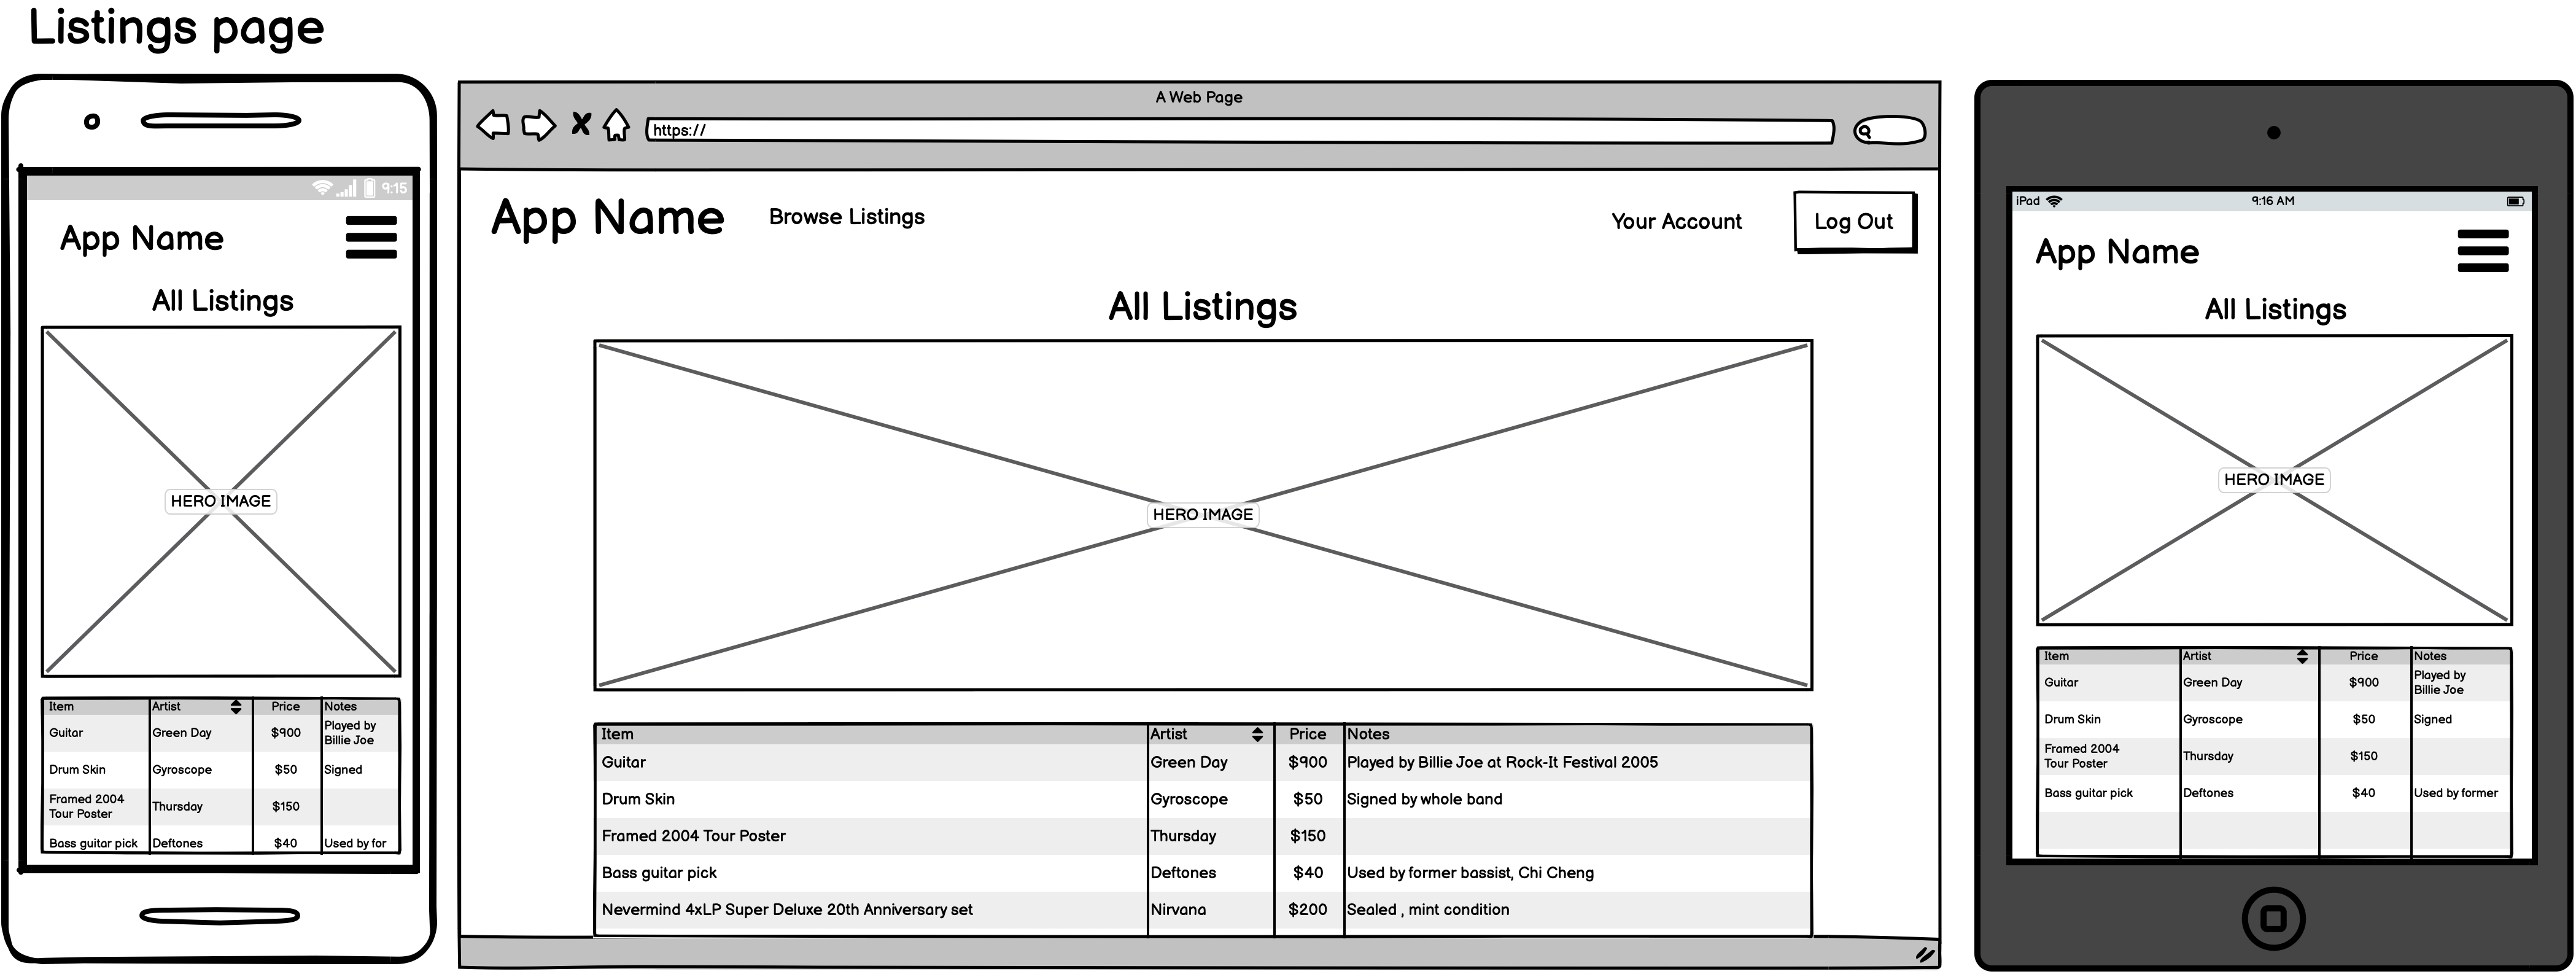 Listings page
9:15
App Name
All Listings
HERO IMAGE
Item Artist Price Notes
Guitar Green Day $900 Played by
Billie Joe
Drum Skin Gyroscope $50 Signed
Framed 2004
Tour Poster Thursday $150
Bass guitar pick Deftones $40 Used by for
A Web Page
https://
App Name Browse Listings Your Account Log Out
All Listings
HERO IMAGE
Item Artist Price Notes
Guitar Green Day $900 Played by Billie Joe at Rock-It Festival 2005
Drum Skin Gyroscope $50 Signed by whole band
Framed 2004 Tour Poster Thursday $150
Bass guitar pick Deftones $40 Used by former bassist, Chi Cheng
Nevermind 4xLP Super Deluxe 20th Anniversary set Nirvana $200 Sealed , mint condition
iPad 9:16 AM
App Name
All Listings
HERO IMAGE
Item Artist Price Notes
Guitar Green Day $900 Played by
Billie Joe
Drum Skin Gyroscope $50 Signed
Framed 2004
Tour Poster Thursday $150
Bass guitar pick Deftones $40 Used by former